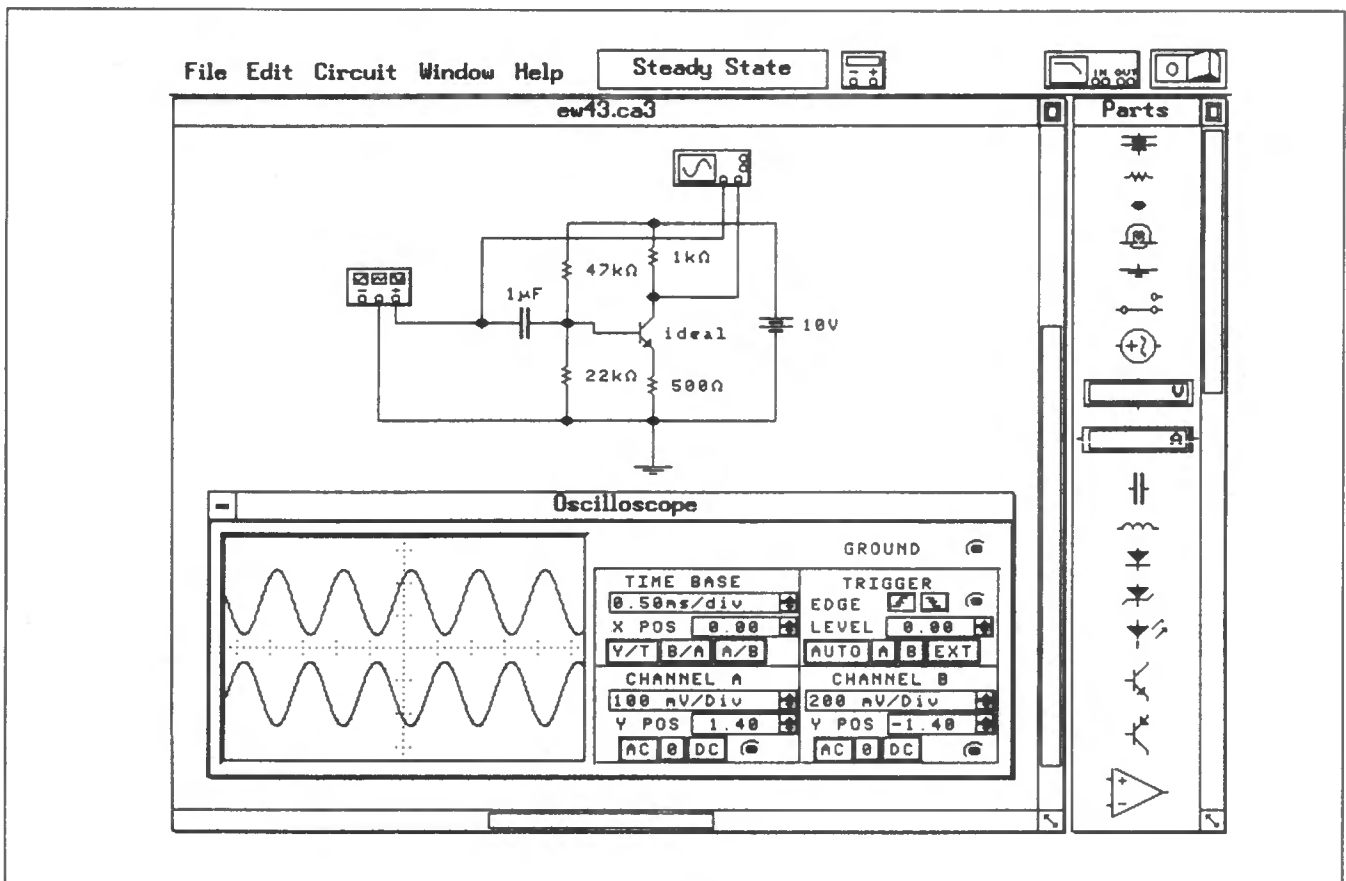 File Edit Circuit Window Help Steady State
- +
IN OUT
O
ew43.ca3
Parts
47kΩ
1kΩ
1µF
ideal
10V
22kΩ
500Ω
- +
V
A
+
+
-
- Oscilloscope
GROUND
TIME BASE
0.50ms/div
X POS 0.00
Y/T B/A A/B
TRIGGER
EDGE
LEVEL 0.00
AUTO A B EXT
CHANNEL A
100 mV/Div
Y POS 1.40
AC 0 DC
CHANNEL B
200 mV/Div
Y POS -1.40
AC 0 DC